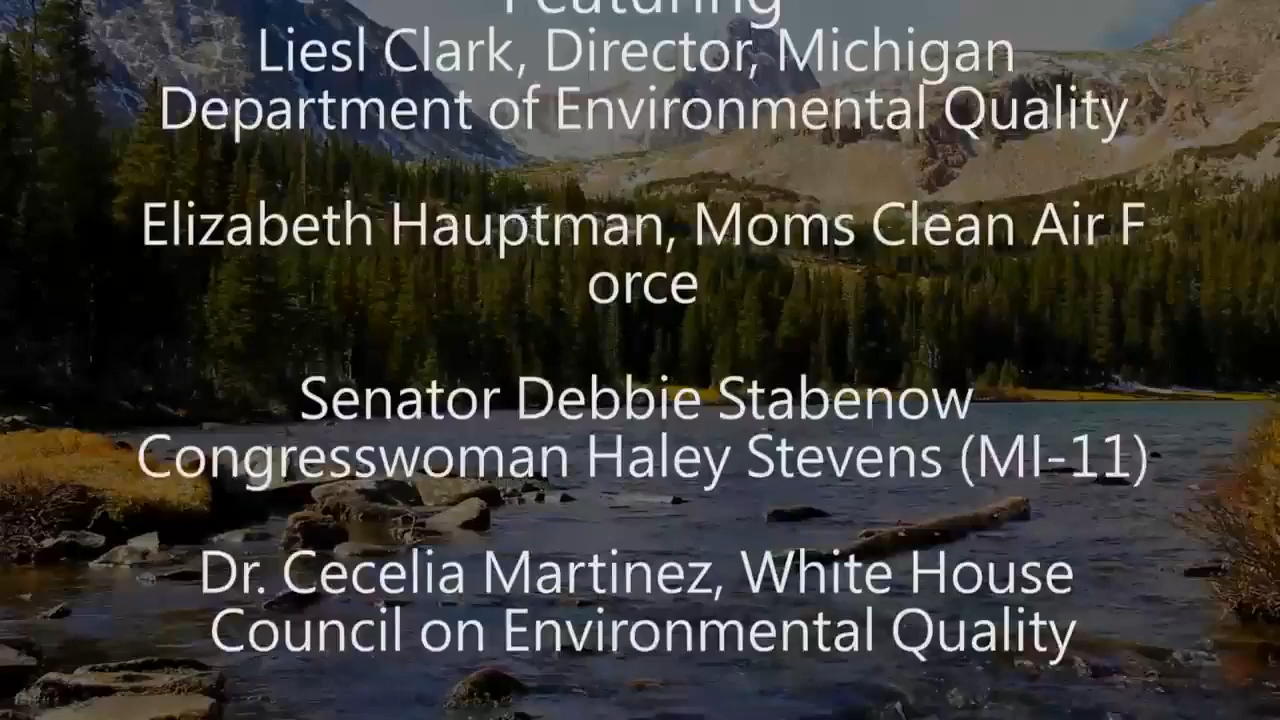 Featuring
Liesl Clark, Director, Michigan
Department of Environmental Quality
Elizabeth Hauptman, Moms Clean Air F
orce
Senator Debbie Stabenow
Congresswoman Haley Stevens (MI-11)
Dr. Cecelia Martinez, White House
Council on Environmental Quality